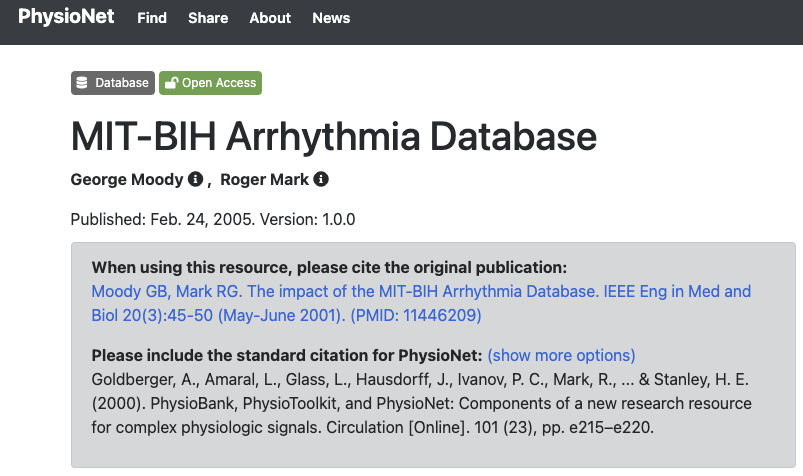 PhysioNet Find Share About News
Database Open Access
MIT-BIH Arrhythmia Database
George Moody , Roger Mark
Published: Feb. 24, 2005. Version: 1.0.0
When using this resource, please cite the original publication:
Moody GB, Mark RG. The impact of the MIT-BIH Arrhythmia Database. IEEE Eng in Med and
Biol 20(3):45-50 (May-June 2001). (PMID: 11446209)
Please include the standard citation for PhysioNet: (show more options)
Goldberger, A., Amaral, L., Glass, L., Hausdorff, J., Ivanov, P. C., Mark, R., ... & Stanley, H. E.
(2000). PhysioBank, PhysioToolkit, and PhysioNet: Components of a new research resource
for complex physiologic signals. Circulation [Online]. 101 (23), pp. e215–e220.